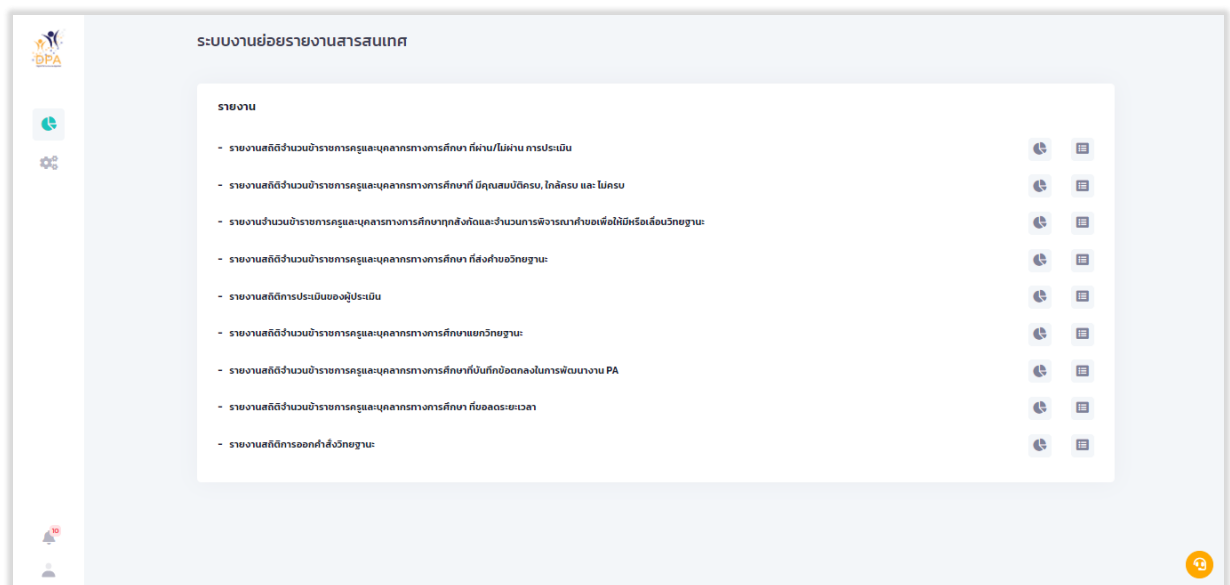 DPA
ระบบงานย่อยรายงานสารสนเทศ
รายงาน
- รายงานสถิติจำนวนข้าราชการครูและบุคลากรทางการศึกษา ที่ผ่าน/ไม่ผ่าน การประเมิน
- รายงานสถิติจำนวนข้าราชการครูและบุคลากรทางการศึกษาที่ มีคุณสมบัติครบ, ใกล้ครบ และ ไม่ครบ
- รายงานจำนวนข้าราชการครูและบุคลารทางการศึกษาทุกสังกัดและจำนวนการพิจารณาคำขอเพื่อให้มีหรือเลื่อนวิทยฐานะ
- รายงานสถิติจำนวนข้าราชการครูและบุคลากรทางการศึกษา ที่ส่งคำขอวิทยฐานะ
- รายงานสถิติการประเมินของผู้ประเมิน
- รายงานสถิติจำนวนข้าราชการครูและบุคลากรทางการศึกษาแยกวิทยฐานะ
- รายงานสถิติจำนวนข้าราชการครูและบุคลากรทางการศึกษาที่บันทึกข้อตกลงในการพัฒนางาน PA
- รายงานสถิติจำนวนข้าราชการครูและบุคลากรทางการศึกษา ที่ขอลดระยะเวลา
- รายงานสถิติการออกคำสั่งวิทยฐานะ
10